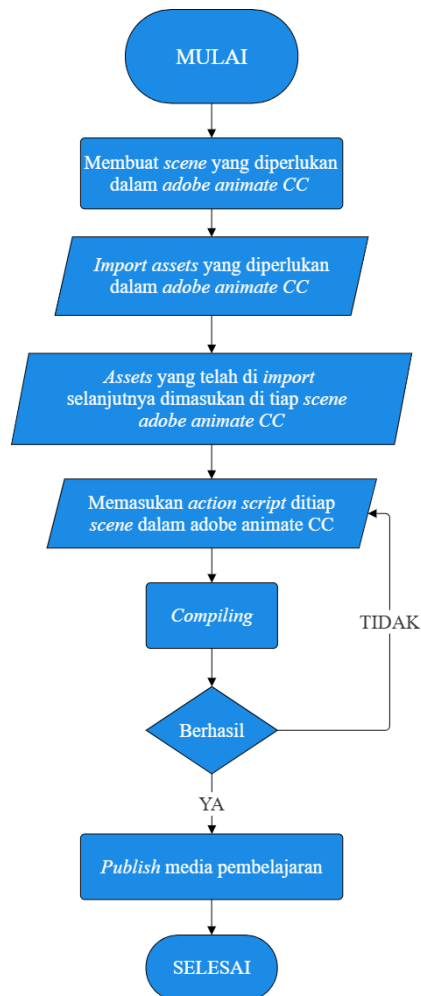 MULAI
Membuat scene yang diperlukan
dalam adobe animate CC
Import assets yang diperlukan
dalam adobe animate CC
Assets yang telah di import
selanjutnya dimasukan di tiap scene
adobe animate CC
Memasukan action script ditiap
scene dalam adobe animate CC
Compiling
TIDAK
Berhasil
YA
Publish media pembelajaran
SELESAI